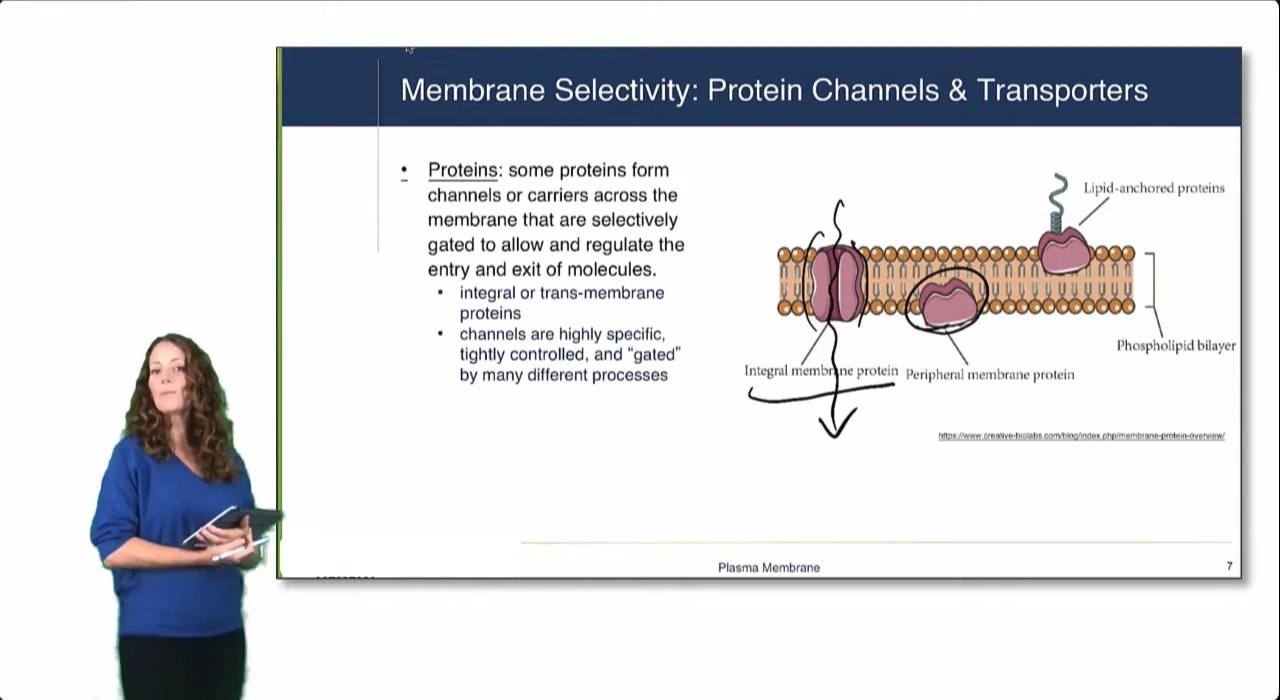 Membrane Selectivity: Protein Channels & Transporters
• Proteins: some proteins form
channels or carriers across the
membrane that are selectively
gated to allow and regulate the
entry and exit of molecules.
• integral or trans-membrane
proteins
• channels are highly specific,
tightly controlled, and “gated”
by many different processes
Lipid-anchored proteins
Phospholipid bilayer
Integral membrane protein
Peripheral membrane protein
https://www.creative-biolabs.com/blog/index.php/membrane-protein-overview/
Plasma Membrane
7